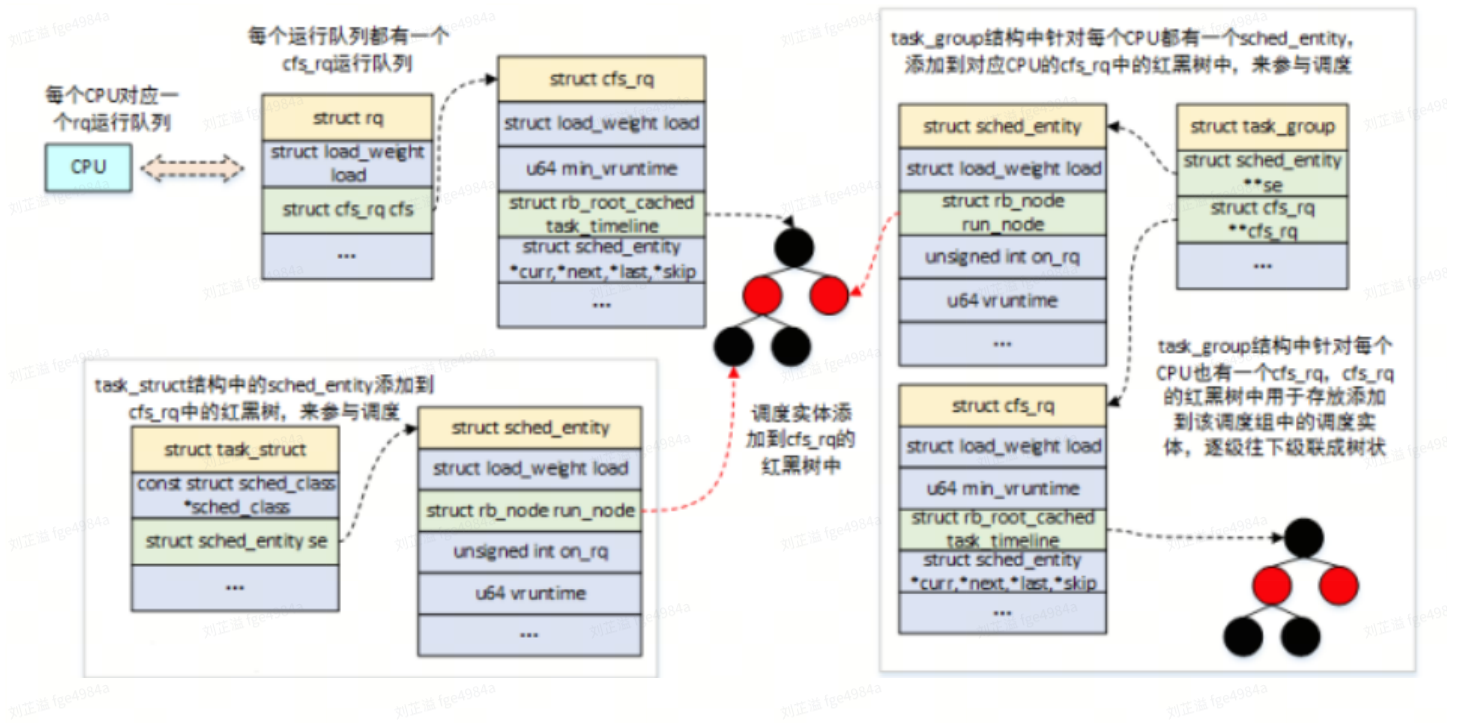 每个CPU对应一
个rq运行队列
CPU
每个运行队列都有一个
cfs_rq运行队列
struct rq
struct load_weight
load
struct cfs_rq cfs
...
struct cfs_rq
struct load_weight load
u64 min_vruntime
struct rb_root_cached
task_timeline
struct sched_entity
*curr,*next,*last,*skip
...
task_struct结构中的sched_entity添加到
cfs_rq中的红黑树，来参与调度
struct task_struct
const struct sched_class
*sched_class
struct sched_entity se
...
struct sched_entity
struct load_weight load
struct rb_node run_node
unsigned int on_rq
u64 vruntime
...
调度实体添
加到cfs_rq的
红黑树中
task_group结构中针对每个CPU都有一个sched_entity，
添加到对应CPU的cfs_rq中的红黑树中，来参与调度
struct sched_entity
struct load_weight load
struct rb_node
run_node
unsigned int on_rq
u64 vruntime
...
struct task_group
struct sched_entity
**se
struct cfs_rq
**cfs_rq
...
task_group结构中针对每个
CPU也有一个cfs_rq，cfs_rq
的红黑树中用于存放添加
到该调度组中的调度实
体，逐级往下级联成树状
struct cfs_rq
struct load_weight load
u64 min_vruntime
struct rb_root_cached
task_timeline
struct sched_entity
*curr,*next,*last,*skip
...
刘芷溢 fge4984a